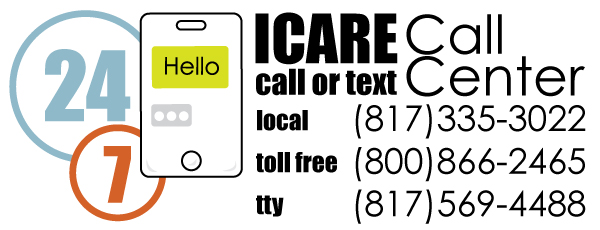 24
7
Hello
ICARE Call
call or text Center
local (817)335-3022
toll free (800)866-2465
tty (817)569-4488